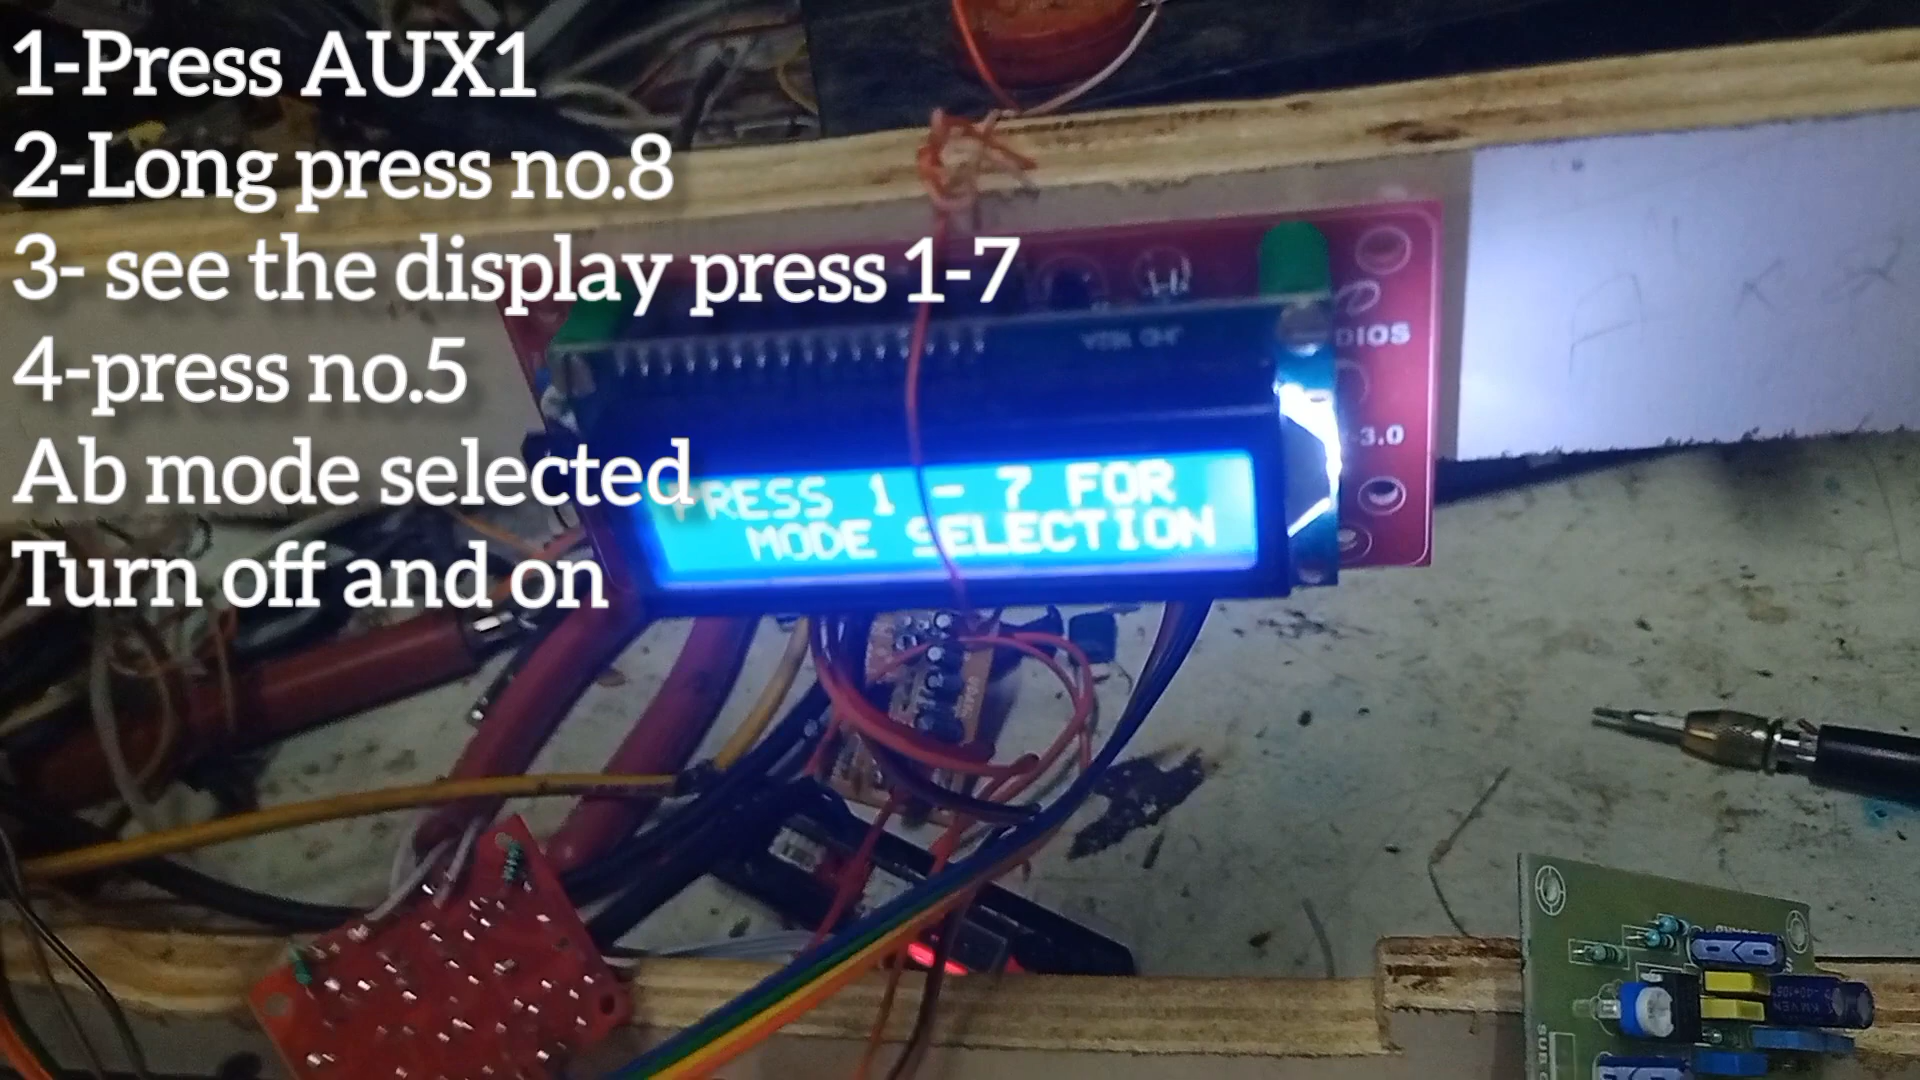 1-Press AUX1
2-Long press no.8
3- see the display press 1-7
4-press no.5
Ab mode selected
Turn off and on
PRESS 1 - 7 FOR
MODE SELECTION
DIOS
-3.0
SUB